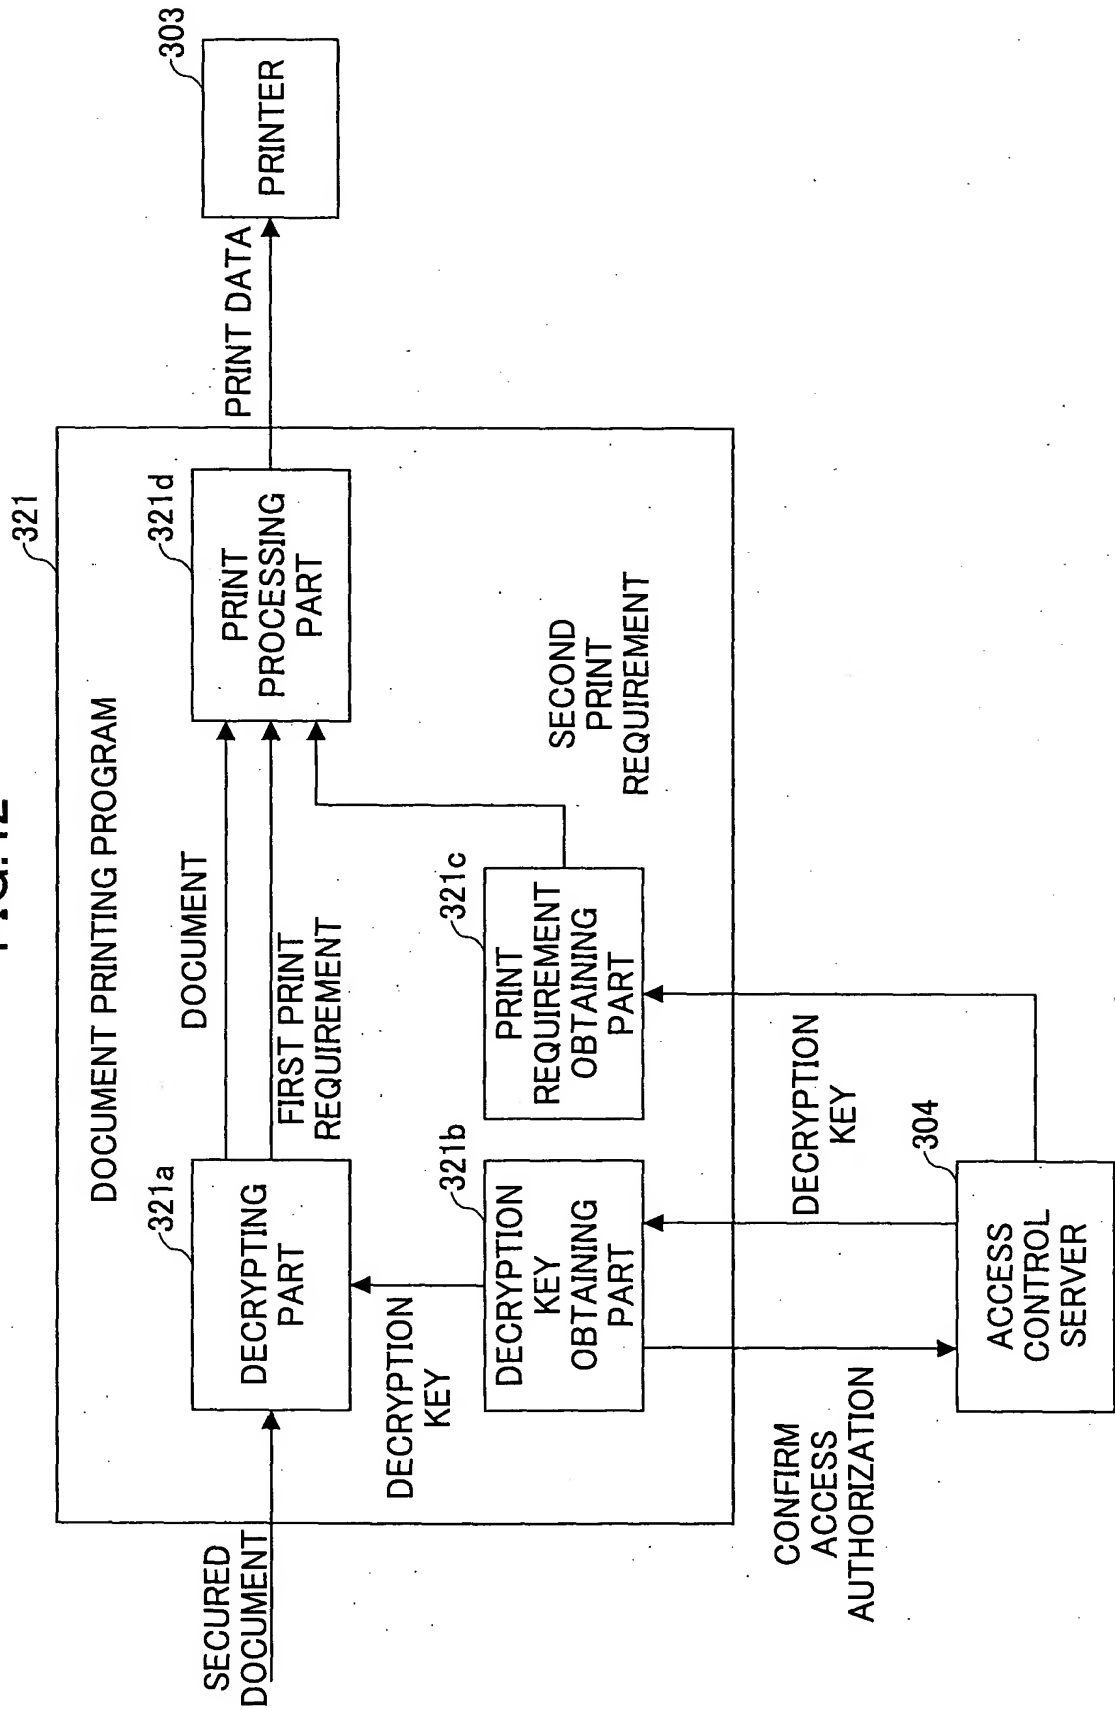 321
DOCUMENT PRINTING PROGRAM
SECURED
DOCUMENT
321a
DECRYPTING
PART
DOCUMENT
FIRST PRINT
REQUIREMENT
321d
PRINT
PROCESSING
PART
PRINT DATA
303
PRINTER
DECRYPTION
KEY
321b
DECRYPTION
KEY
OBTAINING
PART
321c
PRINT
REQUIREMENT
OBTAINING
PART
SECOND
PRINT
REQUIREMENT
CONFIRM
ACCESS
AUTHORIZATION
DECRYPTION
KEY
304
ACCESS
CONTROL
SERVER